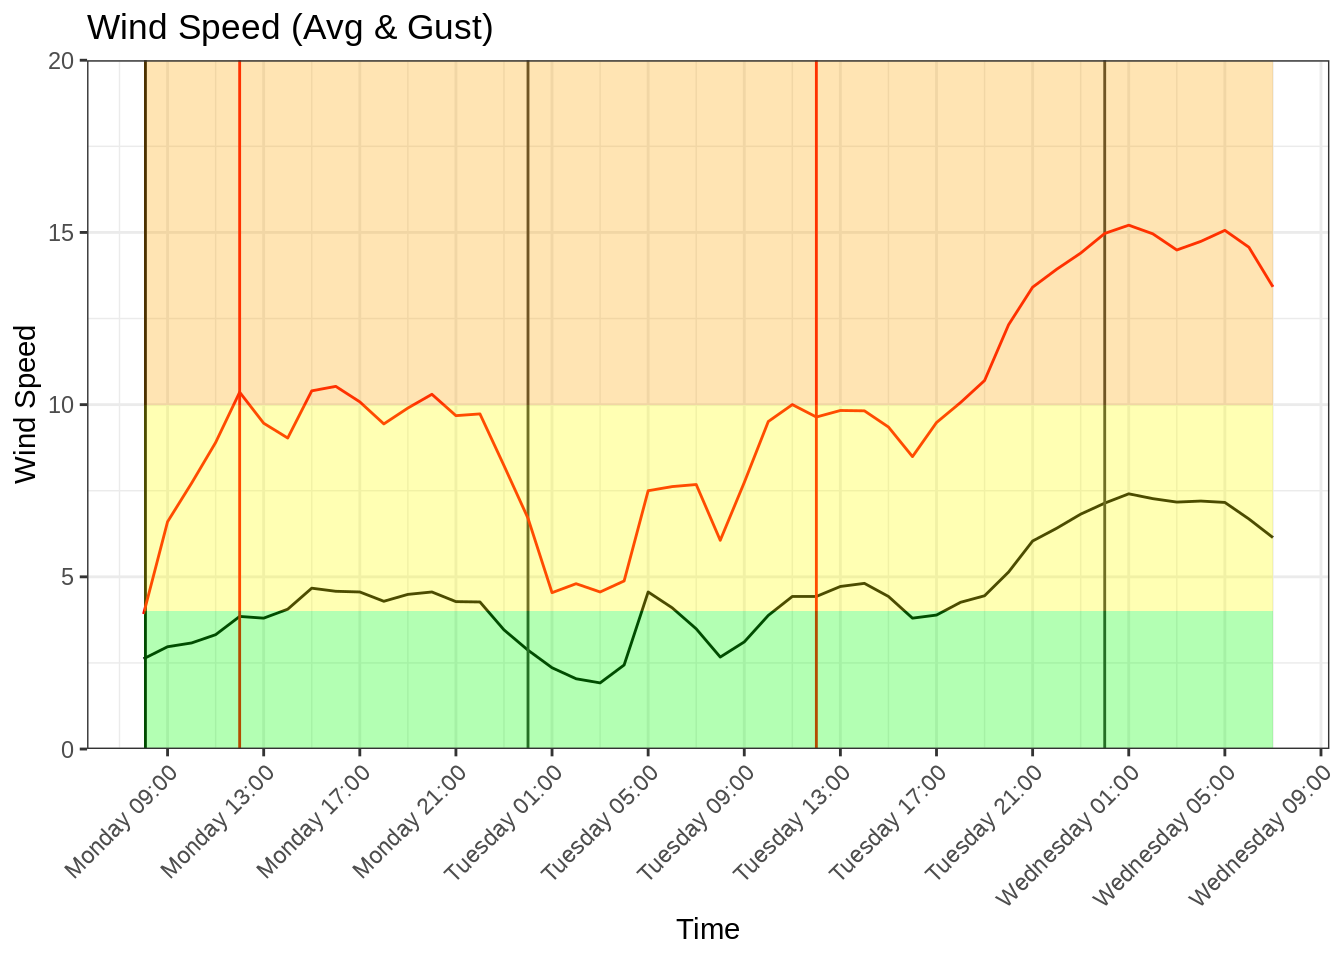 Wind Speed (Avg & Gust)
20
15
10
5
0
Wind Speed
Monday 09:00
Monday 13:00
Monday 17:00
Monday 21:00
Tuesday 01:00
Tuesday 05:00
Tuesday 09:00
Tuesday 13:00
Tuesday 17:00
Tuesday 21:00
Wednesday 01:00
Wednesday 05:00
Wednesday 09:00
Time